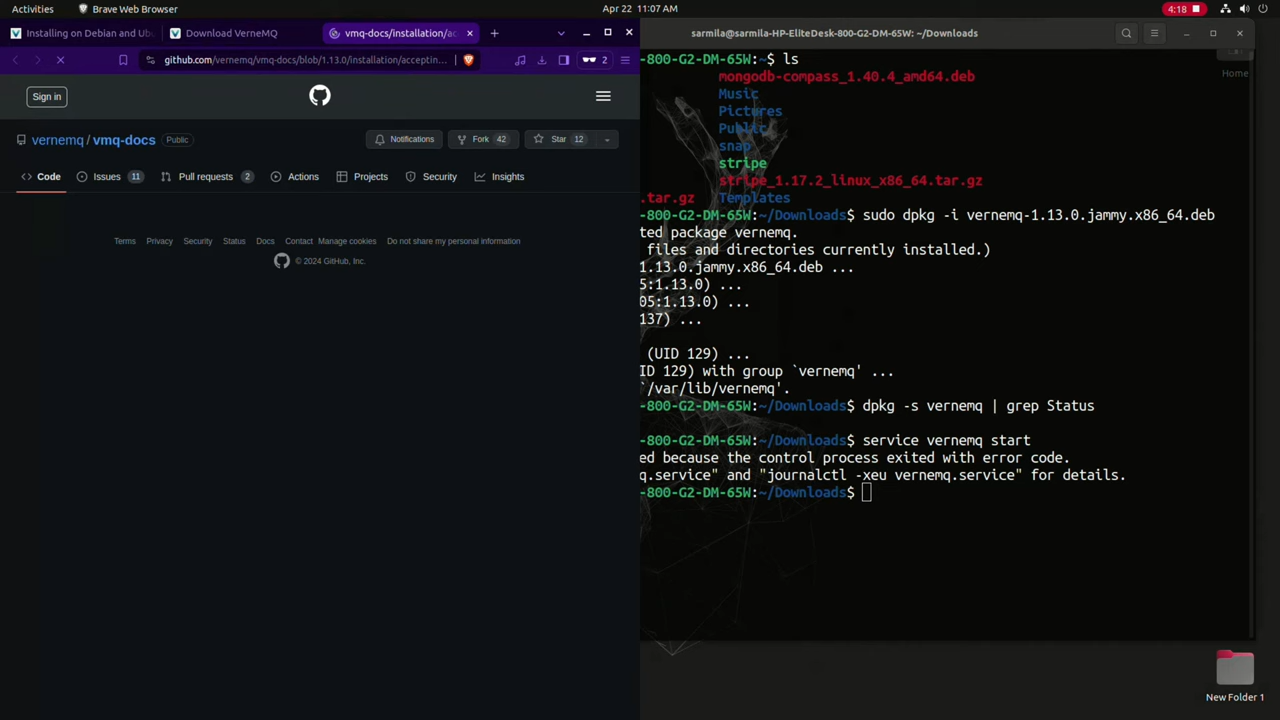 Activities
Brave Web Browser
Apr 22 11:07 AM
4:18
Installing on Debian and Ubu
Download VerneMQ
vmq-docs/installation/ac
github.com/vernemq/vmq-docs/blob/1.13.0/installation/acceptin...
2
Sign in
vernemq / vmq-docs
Public
Notifications
Fork 42
Star 12
Code
Issues 11
Pull requests 2
Actions
Projects
Security
Insights
Terms
Privacy
Security
Status
Docs
Contact
Manage cookies
Do not share my personal information
© 2024 GitHub, Inc.
sarmila@sarmila-HP-EliteDesk-800-G2-DM-65W: ~/Downloads
-800-G2-DM-65W:~$ ls
mongodb-compass_1.40.4_amd64.deb
Music
Pictures
Public
snap
stripe
stripe_1.17.2_linux_x86_64.tar.gz
.tar.gz Templates
-800-G2-DM-65W:~/Downloads$ sudo dpkg -i vernemq-1.13.0.jammy.x86_64.deb
ted package vernemq.
files and directories currently installed.)
1.13.0.jammy.x86_64.deb ...
5:1.13.0) ...
05:1.13.0) ...
137) ...
(UID 129) ...
ID 129) with group `vernemq' ...
`/var/lib/vernemq'.
-800-G2-DM-65W:~/Downloads$ dpkg -s vernemq | grep Status
-800-G2-DM-65W:~/Downloads$ service vernemq start
ed because the control process exited with error code.
q.service" and "journalctl -xeu vernemq.service" for details.
-800-G2-DM-65W:~/Downloads$
Home
New Folder 1